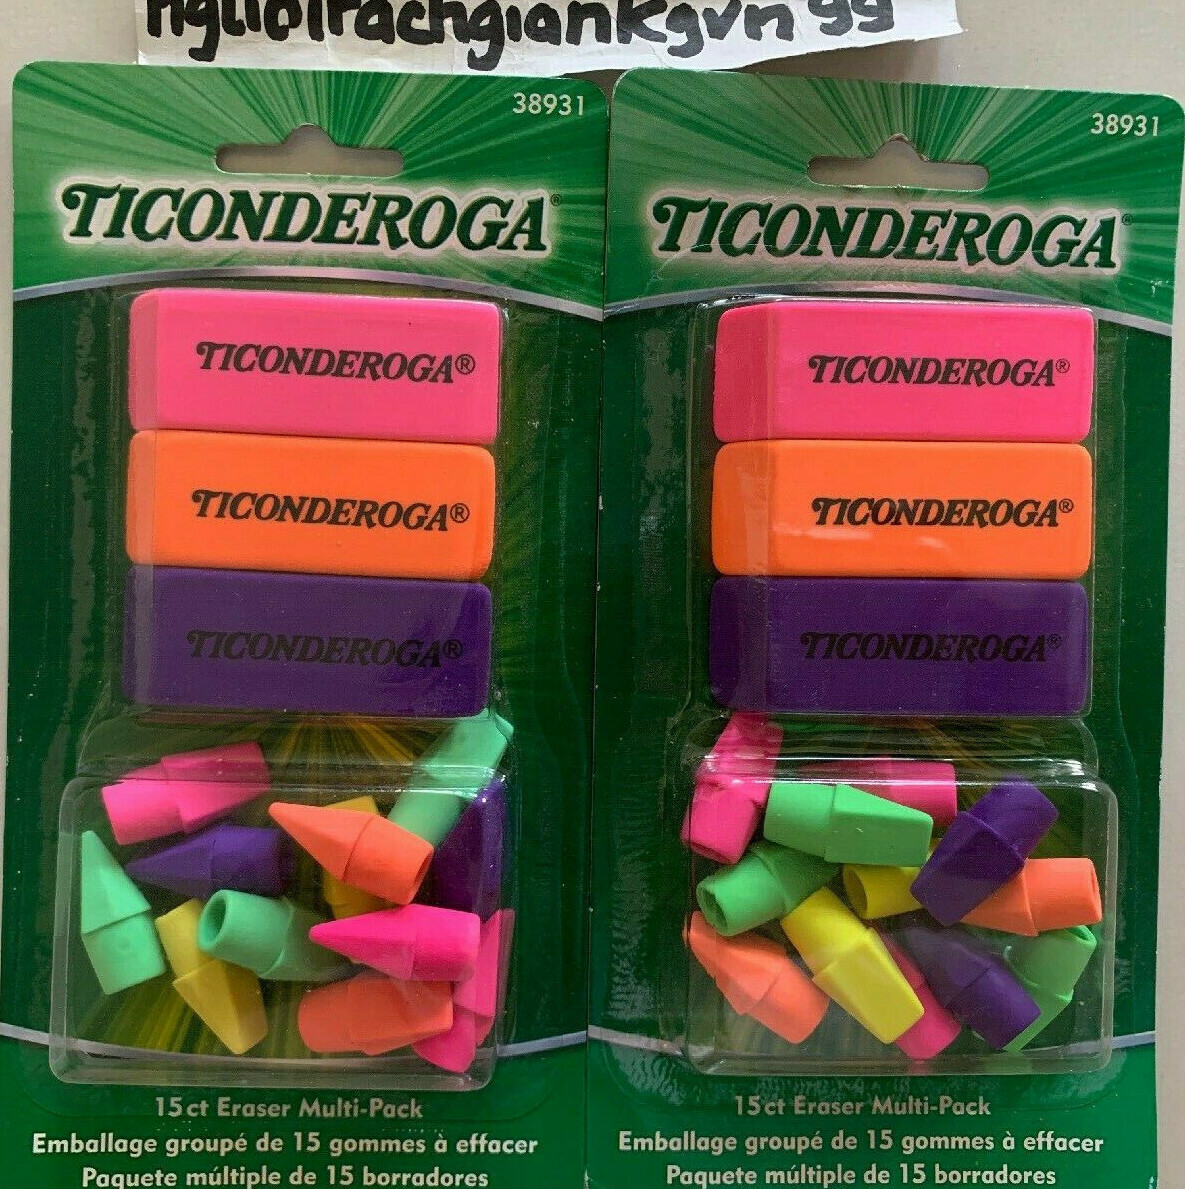 38931
TICONDEROGA®
TICONDEROGA®
TICONDEROGA®
TICONDEROGA®
15ct Eraser Multi-Pack
Emballage groupé de 15 gommes à effacer
Paquete múltiple de 15 borradores
38931
TICONDEROGA®
TICONDEROGA®
TICONDEROGA®
TICONDEROGA®
15ct Eraser Multi-Pack
Emballage groupé de 15 gommes à effacer
Paquete múltiple de 15 borradores